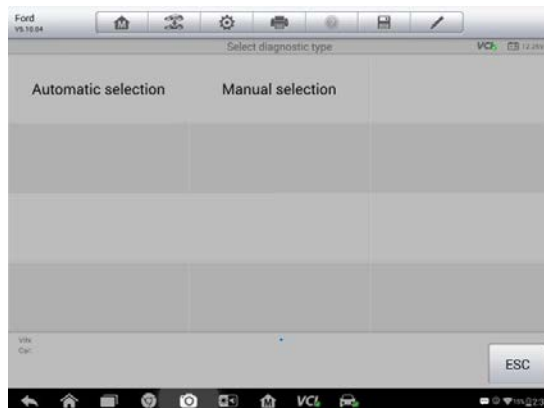 Ford
V5.10.04
M
Select diagnostic type
VCI
Automatic selection
Manual selection
VIN:
Car:
ESC
VCI